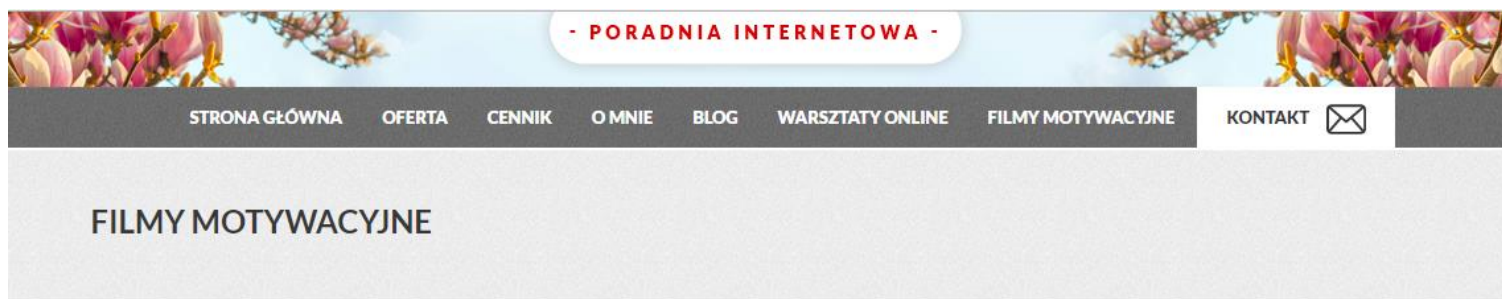 - PORADNIA INTERNETOWA -
STRONA GŁÓWNA OFERTA CENNIK O MNIE BLOG WARSZTATY ONLINE FILMY MOTYWACYJNE KONTAKT
FILMY MOTYWACYJNE